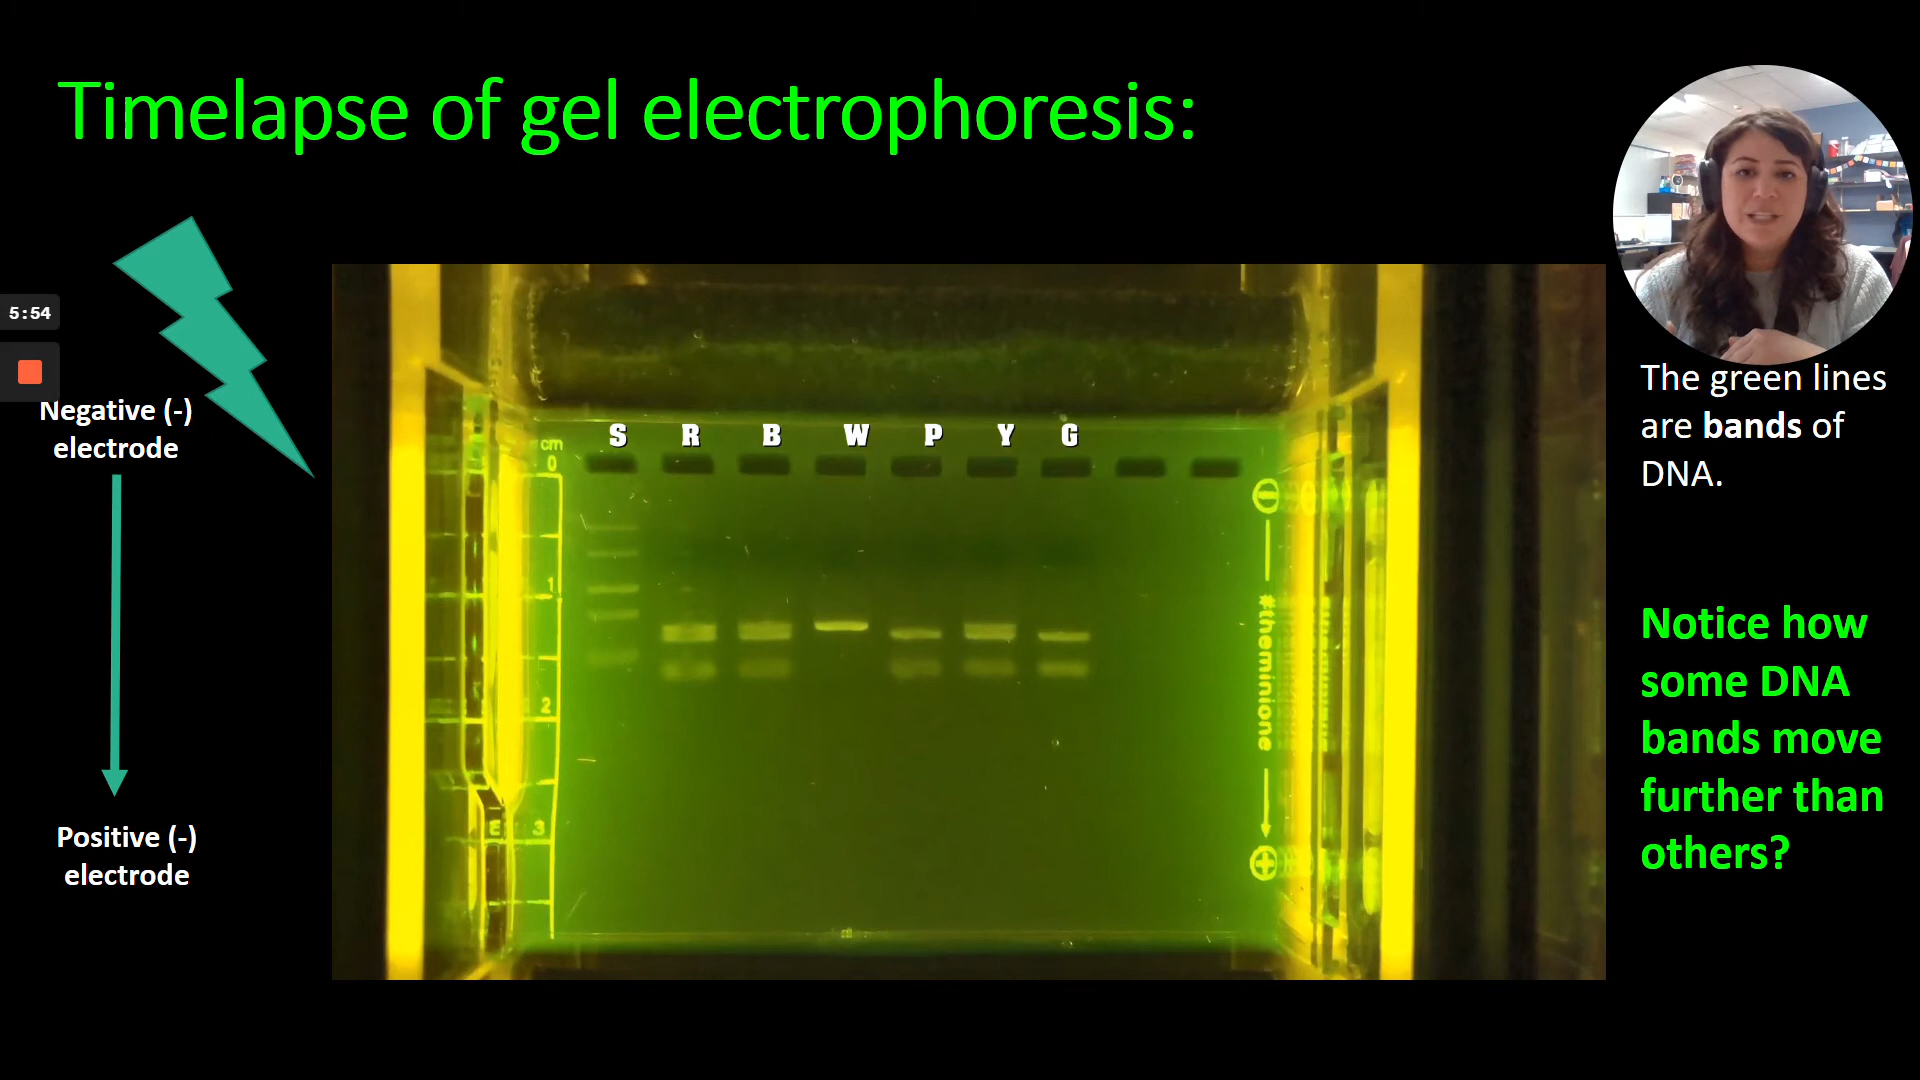 Timelapse of gel electrophoresis:
5:54
Negative (-)
electrode
Positive (-)
electrode
S R B W P Y G
cm
0
1
2
3
E
#theminione
The green lines
are bands of
DNA.
Notice how
some DNA
bands move
further than
others?